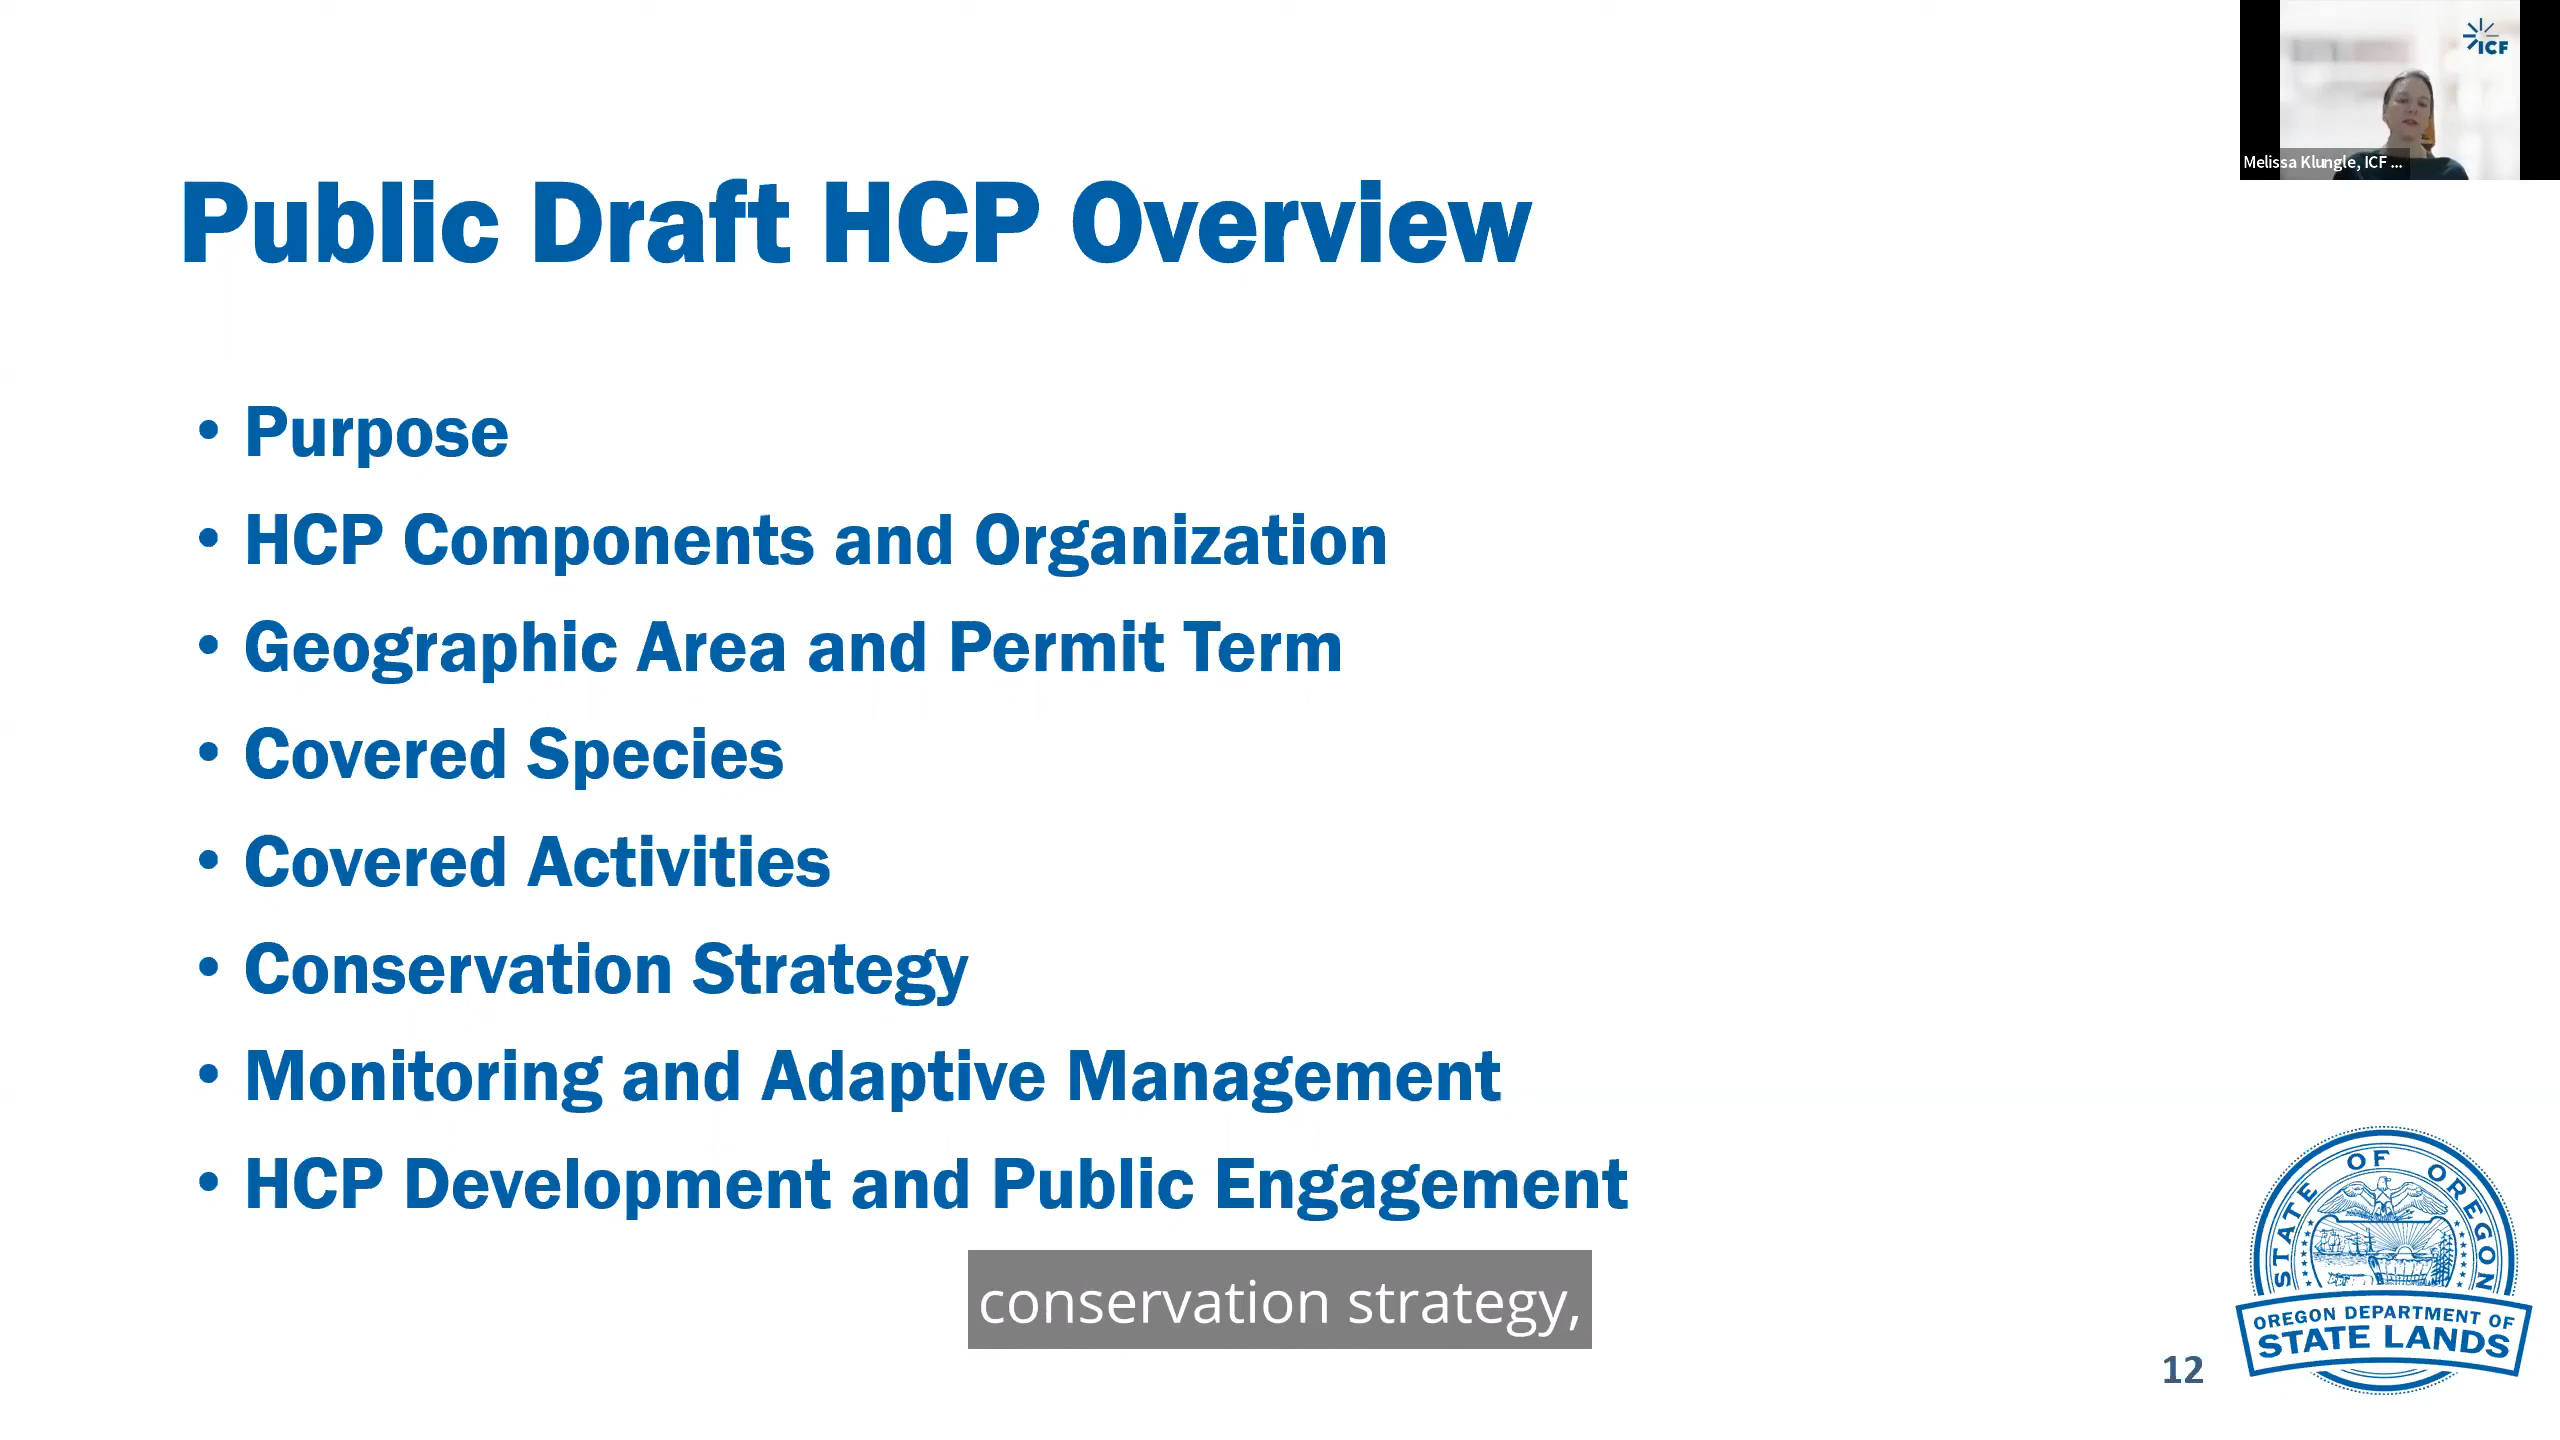 ICF
Melissa Klungle, ICF ...
Public Draft HCP Overview
• Purpose
• HCP Components and Organization
• Geographic Area and Permit Term
• Covered Species
• Covered Activities
• Conservation Strategy
• Monitoring and Adaptive Management
• HCP Development and Public Engagement
conservation strategy,
STATE OF OREGON
OREGON DEPARTMENT OF
STATE LANDS
12